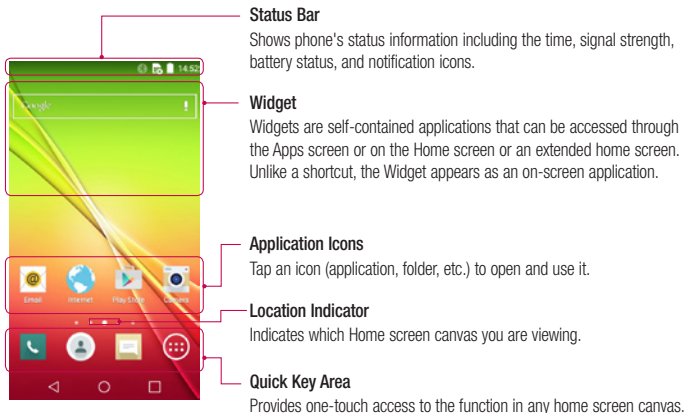 Status Bar
Shows phone's status information including the time, signal strength,
battery status, and notification icons.
14:52
Google
Widget
Widgets are self-contained applications that can be accessed through
the Apps screen or on the Home screen or an extended home screen.
Unlike a shortcut, the Widget appears as an on-screen application.
Application Icons
Tap an icon (application, folder, etc.) to open and use it.
Email Internet Play Store Camera
Location Indicator
Indicates which Home screen canvas you are viewing.
Quick Key Area
Provides one-touch access to the function in any home screen canvas.